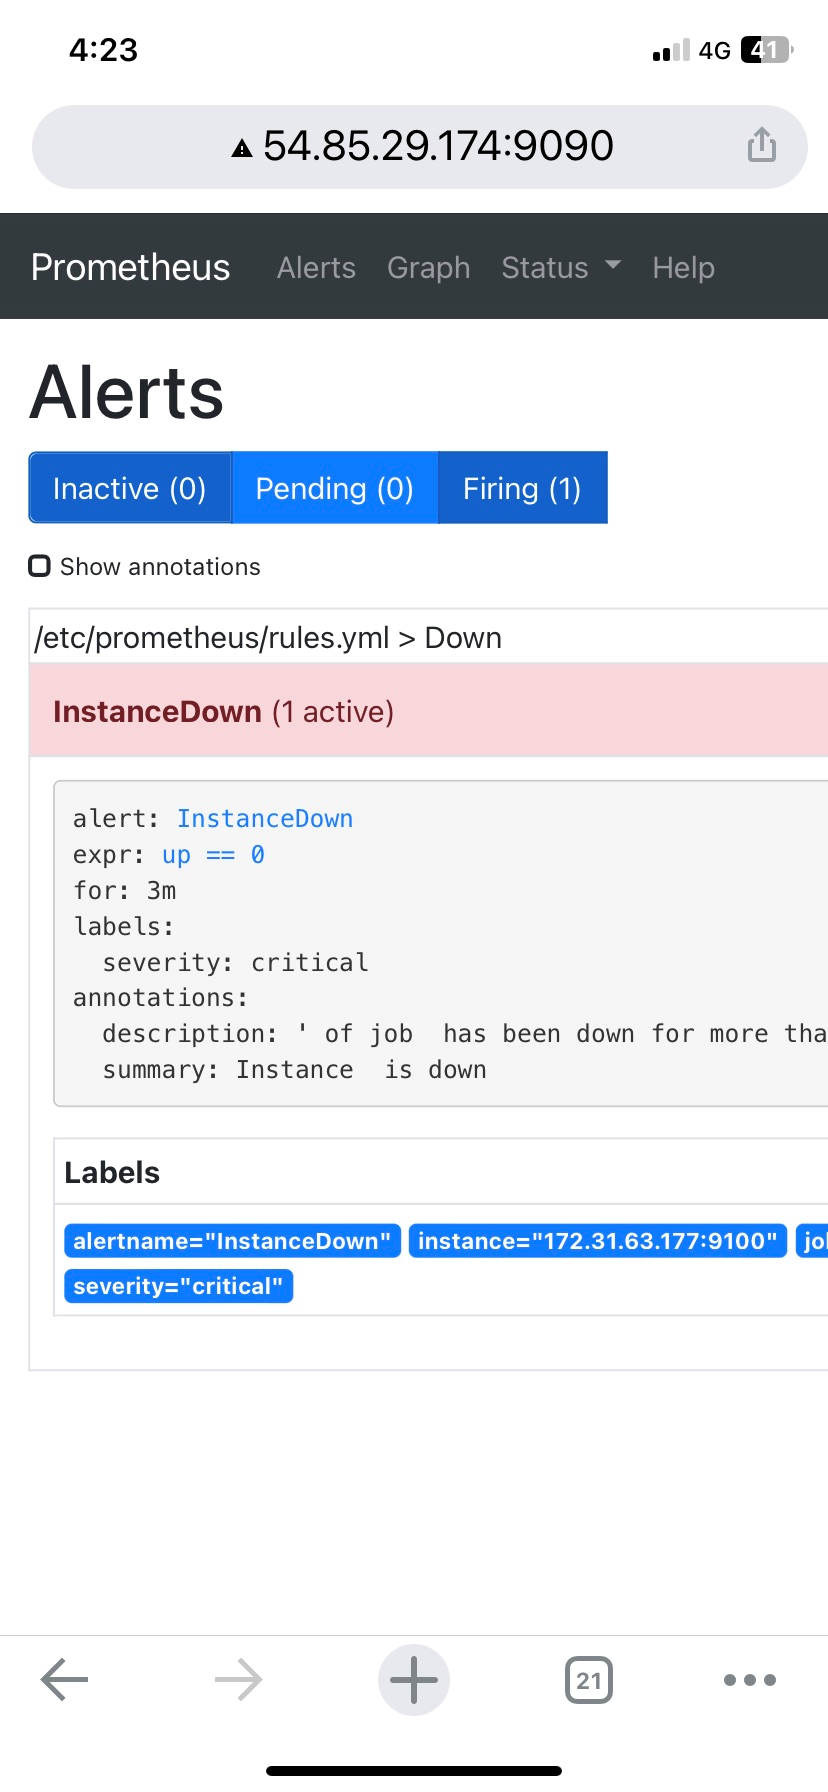 4:23
4G 41
54.85.29.174:9090
Prometheus Alerts Graph Status Help
Alerts
Inactive (0) Pending (0) Firing (1)
Show annotations
/etc/prometheus/rules.yml > Down
InstanceDown (1 active)
alert: InstanceDown
expr: up == 0
for: 3m
labels:
  severity: critical
annotations:
  description: ' of job  has been down for more tha
  summary: Instance  is down
Labels
alertname="InstanceDown" instance="172.31.63.177:9100"
severity="critical"
21